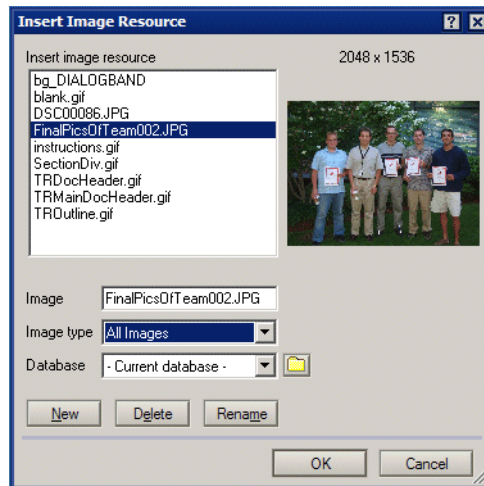 Insert Image Resource
Insert image resource
2048 x 1536
bg_DIALOGBAND
blank.gif
DSC00086.JPG
FinalPicsOfTeam002.JPG
instructions.gif
SectionDiv.gif
TRDocHeader.gif
TRMainDocHeader.gif
TROutline.gif
Image
FinalPicsOfTeam002.JPG
Image type
All Images
Database
- Current database -
New
Delete
Rename
OK
Cancel